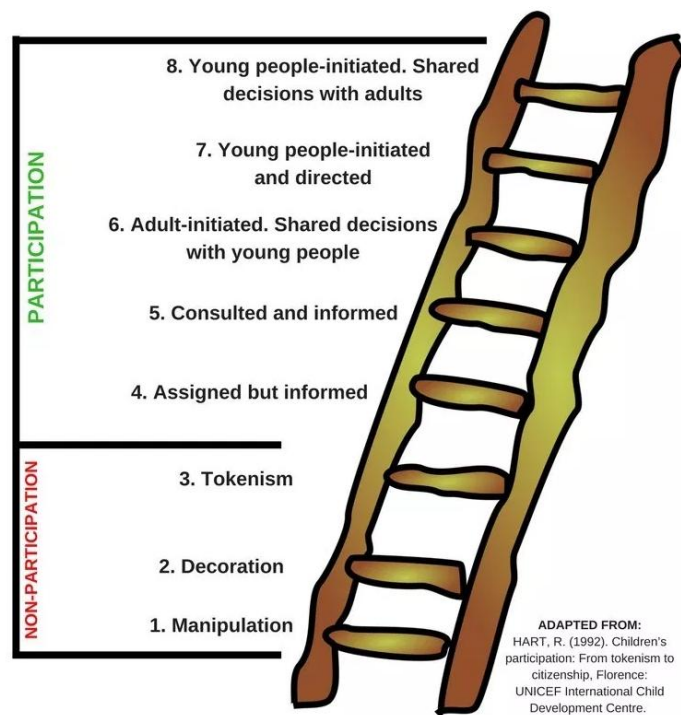 8. Young people-initiated. Shared
decisions with adults
7. Young people-initiated
and directed
PARTICIPATION
6. Adult-initiated. Shared decisions
with young people
5. Consulted and informed
4. Assigned but informed
3. Tokenism
NON-PARTICIPATION
2. Decoration
1. Manipulation
ADAPTED FROM:
HART, R. (1992). Children's
participation: From tokenism to
citizenship, Florence:
UNICEF International Child
Development Centre.